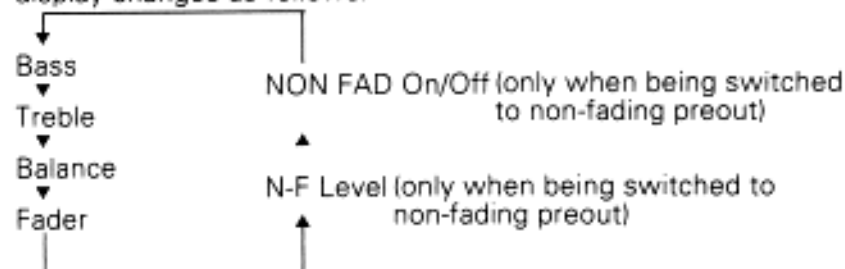 display changes as follows.
Bass
Treble
Balance
Fader
NON FAD On/Off (only when being switched
to non-fading preout)
N-F Level (only when being switched to
non-fading preout)